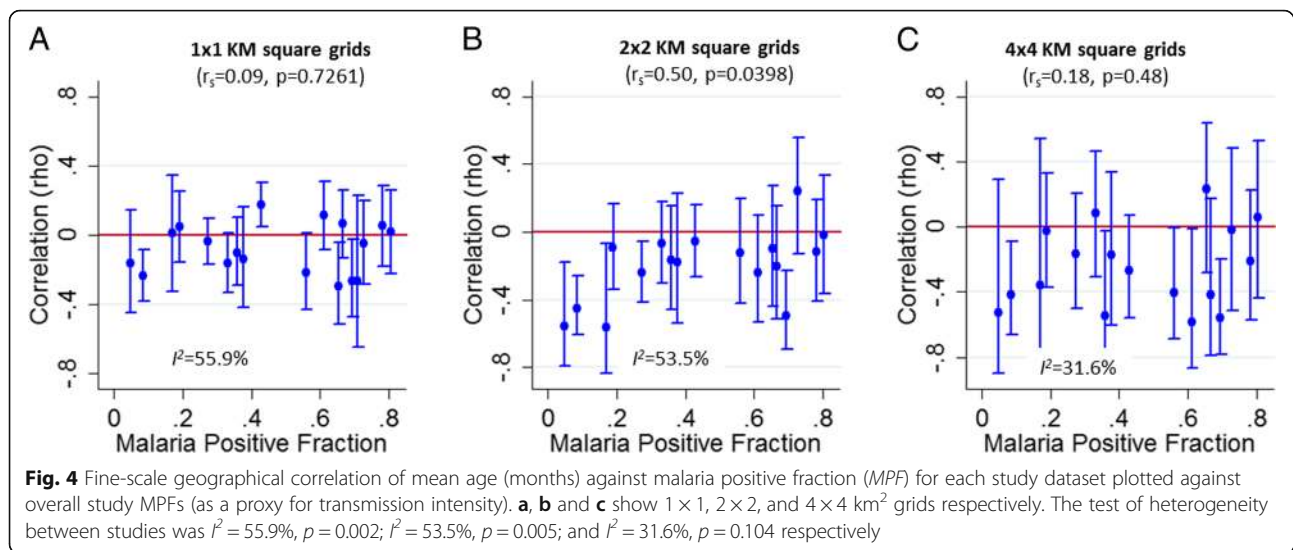 A
1x1 KM square grids
(rs=0.09, p=0.7261)
.8
.4
0
-.4
-.8
Correlation (rho)
I²=55.9%
0 .2 .4 .6 .8
Malaria Positive Fraction
B
2x2 KM square grids
(rs=0.50, p=0.0398)
.8
.4
0
-.4
-.8
Correlation (rho)
I²=53.5%
0 .2 .4 .6 .8
Malaria Positive Fraction
C
4x4 KM square grids
(rs=0.18, p=0.48)
.8
.4
0
-.4
-.8
Correlation (rho)
I²=31.6%
0 .2 .4 .6 .8
Malaria Positive Fraction
Fig. 4 Fine-scale geographical correlation of mean age (months) against malaria positive fraction (MPF) for each study dataset plotted against
overall study MPFs (as a proxy for transmission intensity). a, b and c show 1 × 1, 2 × 2, and 4 × 4 km² grids respectively. The test of heterogeneity
between studies was I² = 55.9%, p = 0.002; I² = 53.5%, p = 0.005; and I² = 31.6%, p = 0.104 respectively